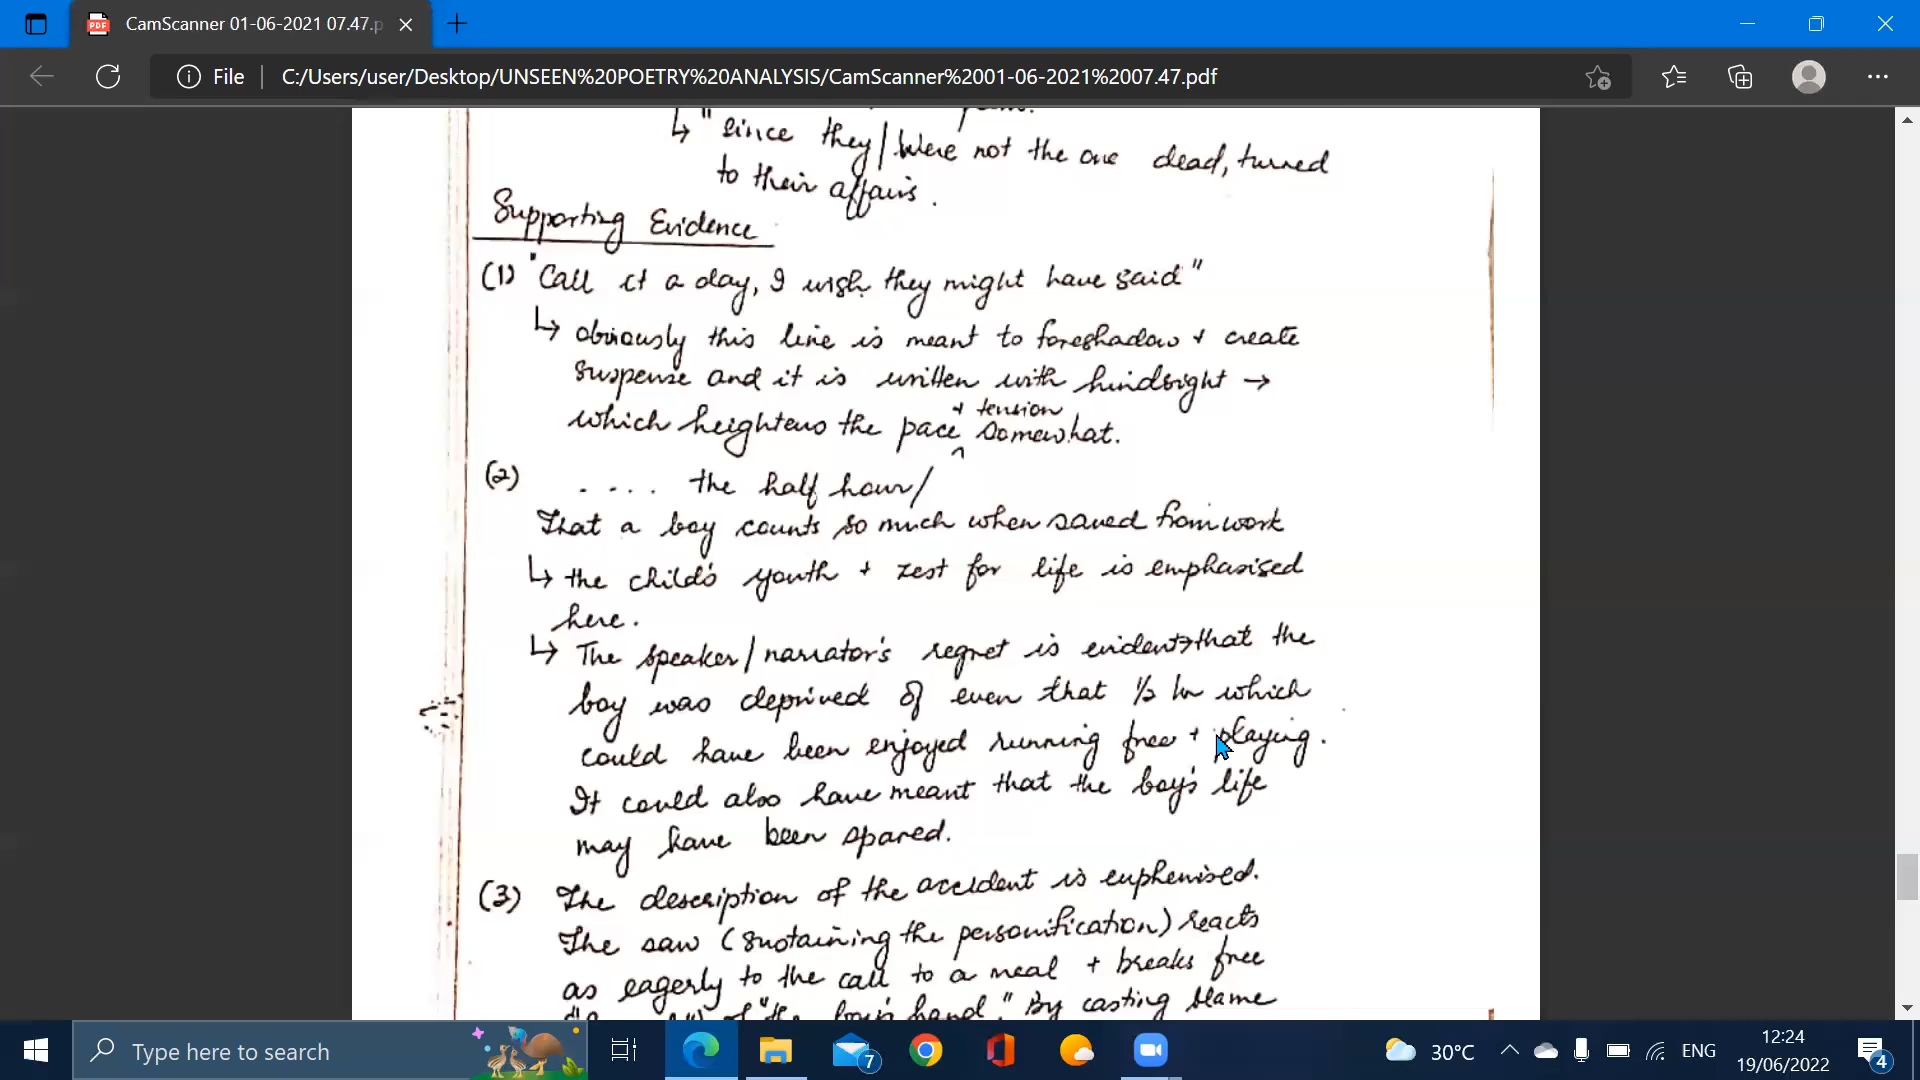 CamScanner 01-06-2021 07.47.p
File
C:/Users/user/Desktop/UNSEEN%20POETRY%20ANALYSIS/CamScanner%2001-06-2021%2007.47.pdf
↳ "since they/Were not the one dead, turned
to their affairs.
Supporting Evidence
(1) "Call it a day, I wish they might have said"
↳ obviously this line is meant to foreshadow + create
suspense and it is written with hindsight →
+ tension
which heightens the pace ^ somewhat.
(2) .... the half hour/
That a boy counts so much when saved from work
↳ the child's youth + zest for life is emphasised
here.
↳ The speaker/narrator's regret is evident → that the
boy was deprived of even that ½ hr which
could have been enjoyed running free + playing.
It could also have meant that the boy's life
may have been spared.
(3) The description of the accident is euphemised.
The saw (sustaining the personification) reacts
as eagerly to the call to a meal + breaks free
of "the boy's hand." By casting blame
Type here to search
7
30°C
ENG
12:24
19/06/2022
4